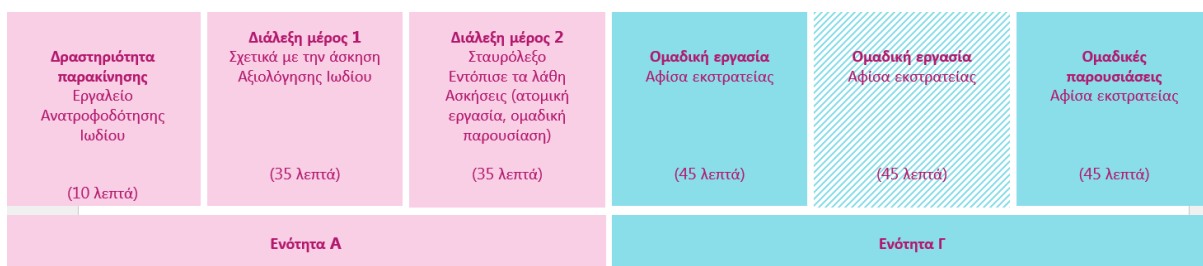 Δραστηριότητα
παρακίνησης
Εργαλείο
Ανατροφοδότησης
Ιωδίου
(10 λεπτά)
Διάλεξη μέρος 1
Σχετικά με την άσκηση
Αξιολόγησης Ιωδίου
(35 λεπτά)
Διάλεξη μέρος 2
Σταυρόλεξο
Εντόπισε τα λάθη
Ασκήσεις (ατομική
εργασία, ομαδική
παρουσίαση)
(35 λεπτά)
Ομαδική εργασία
Αφίσα εκστρατείας
(45 λεπτά)
Ομαδική εργασία
Αφίσα εκστρατείας
(45 λεπτά)
Ομαδικές
παρουσιάσεις
Αφίσα εκστρατείας
(45 λεπτά)
Ενότητα Α
Ενότητα Γ